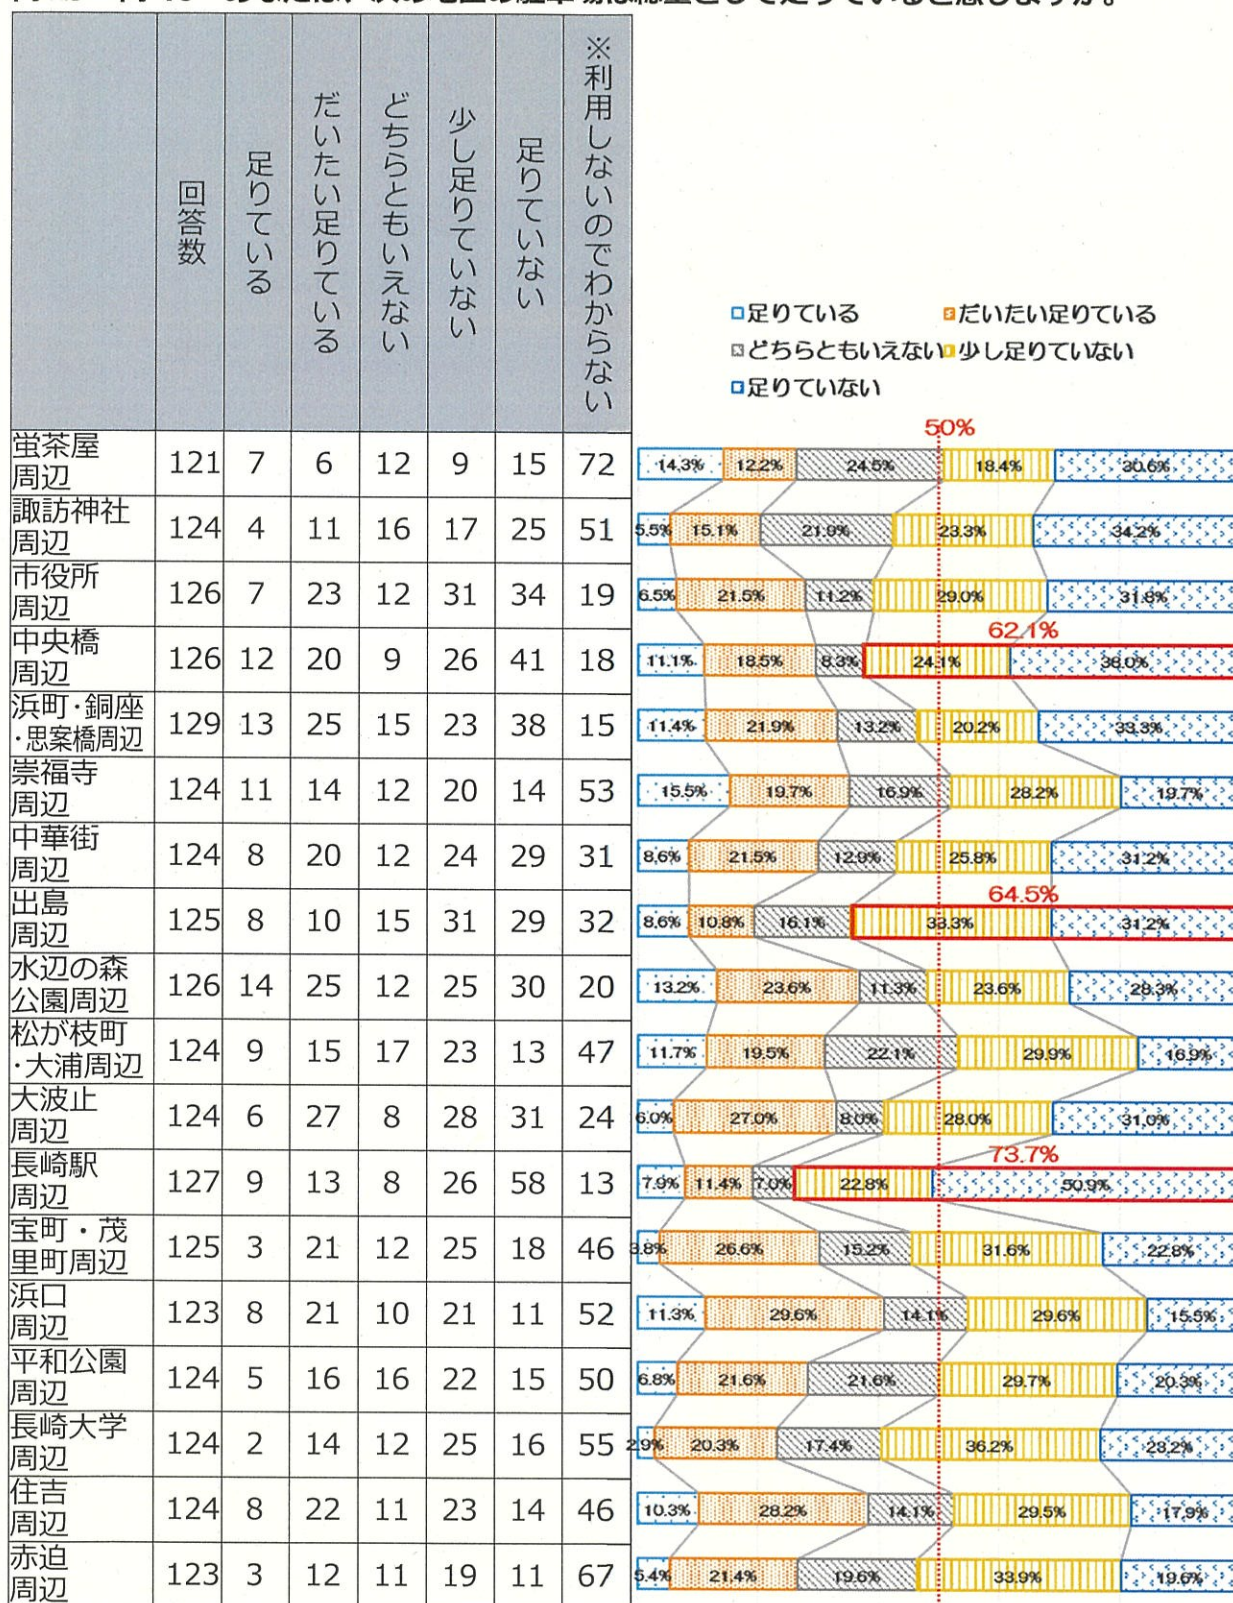 回答数
足りている
だいたい足りている
どちらともいえない
少し足りていない
足りていない
※利用しないのでわからない
足りている だいたい足りている
どちらともいえない 少し足りていない
足りていない
50%
蛍茶屋
周辺
121 7 6 12 9 15 72 14.3% 12.2% 24.5% 18.4% 30.6%
諏訪神社
周辺
124 4 11 16 17 25 51 5.5% 15.1% 21.9% 23.3% 34.2%
市役所
周辺
126 7 23 12 31 34 19 6.5% 21.5% 11.2% 29.0% 31.8%
62.1%
中央橋
周辺
126 12 20 9 26 41 18 11.1% 18.5% 8.3% 24.1% 38.0%
浜町・銅座
・思案橋周辺
129 13 25 15 23 38 15 11.4% 21.9% 13.2% 20.2% 33.3%
崇福寺
周辺
124 11 14 12 20 14 53 15.5% 19.7% 16.9% 28.2% 19.7%
中華街
周辺
124 8 20 12 24 29 31 8.6% 21.5% 12.9% 25.8% 31.2%
64.5%
出島
周辺
125 8 10 15 31 29 32 8.6% 10.8% 16.1% 33.3% 31.2%
水辺の森
公園周辺
126 14 25 12 25 30 20 13.2% 23.6% 11.3% 23.6% 28.3%
松が枝町
・大浦周辺
124 9 15 17 23 13 47 11.7% 19.5% 22.1% 29.9% 16.9%
大波止
周辺
124 6 27 8 28 31 24 6.0% 27.0% 8.0% 28.0% 31.0%
73.7%
長崎駅
周辺
127 9 13 8 26 58 13 7.9% 11.4% 7.0% 22.8% 50.9%
宝町・茂
里町周辺
125 3 21 12 25 18 46 3.8% 26.6% 15.2% 31.6% 22.8%
浜口
周辺
123 8 21 10 21 11 52 11.3% 29.6% 14.1% 29.6% 15.5%
平和公園
周辺
124 5 16 16 22 15 50 6.8% 21.6% 21.6% 29.7% 20.3%
長崎大学
周辺
124 2 14 12 25 16 55 2.9% 20.3% 17.4% 36.2% 23.2%
住吉
周辺
124 8 22 11 23 14 46 10.3% 28.2% 14.1% 29.5% 17.9%
赤迫
周辺
123 3 12 11 19 11 67 5.4% 21.4% 19.6% 33.9% 19.6%